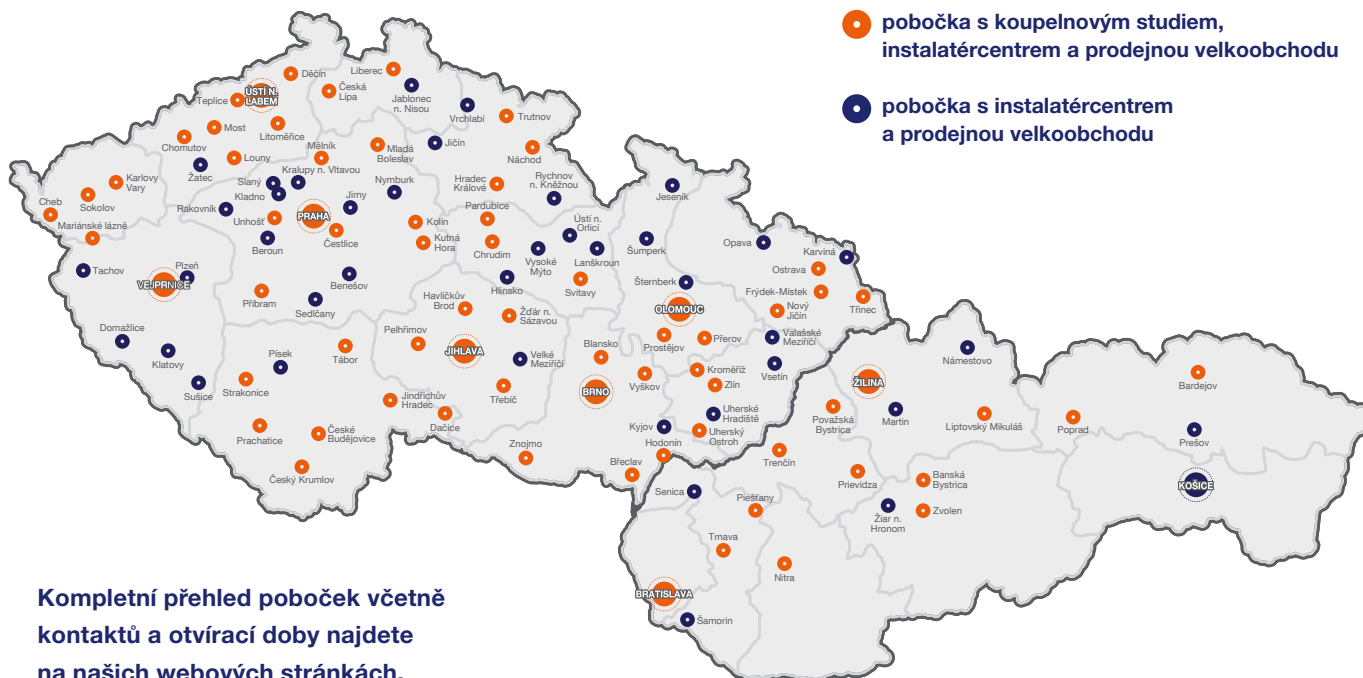 pobočka s koupelnovým studiem,
instalatércentrem a prodejnou velkoobchodu
pobočka s instalatércentrem
a prodejnou velkoobchodu
Děčín
Liberec
ÚSTÍ N.
LABEM
Česká
Lípa
Teplice
Jablonec
n. Nisou
Vrchlabí
Trutnov
Most
Litoměřice
Chomutov
Mělník
Mladá
Boleslav
Jičín
Náchod
Louny
Žatec
Kralupy n. Vltavou
Slaný
Kladno
Nymburk
Hradec
Králové
Rychnov
n. Kněžnou
Jeseník
Karlovy
Vary
Sokolov
Cheb
Rakovník
Jirny
Unhošť
PRAHA
Pardubice
Mariánské lázně
Čestlice
Kolín
Kutná
Hora
Beroun
Chrudim
Ústí n.
Orlicí
Vysoké
Mýto
Lanškroun
Šumperk
Opava
Karviná
Ostrava
Tachov
Plzeň
VEJPRNICE
Benešov
Hlinsko
Svitavy
Šternberk
Frýdek-Místek
Příbram
Sedlčany
Havlíčkův
Brod
Žďár n.
Sázavou
OLOMOUC
Nový
Jičín
Třinec
Domažlice
Klatovy
Písek
Tábor
Pelhřimov
JIHLAVA
Velké
Meziříčí
Blansko
Prostějov
Přerov
Valašské
Meziříčí
Vsetín
Námestovo
Sušice
Strakonice
Jindřichův
Hradec
Dačice
Třebíč
BRNO
Vyškov
Kroměříž
Zlín
ŽILINA
Bardejov
Prachatice
České
Budějovice
Český Krumlov
Znojmo
Kyjov
Uherské
Hradiště
Uherský
Ostroh
Hodonín
Břeclav
Považská
Bystrica
Martin
Liptovský Mikuláš
Poprad
Prešov
Trenčín
Prievidza
Banská
Bystrica
KOŠICE
Senica
Piešťany
Žiar n.
Hronom
Zvolen
Trnava
Nitra
BRATISLAVA
Šamorin
Kompletní přehled poboček včetně
kontaktů a otvírací doby najdete
na našich webových stránkách.